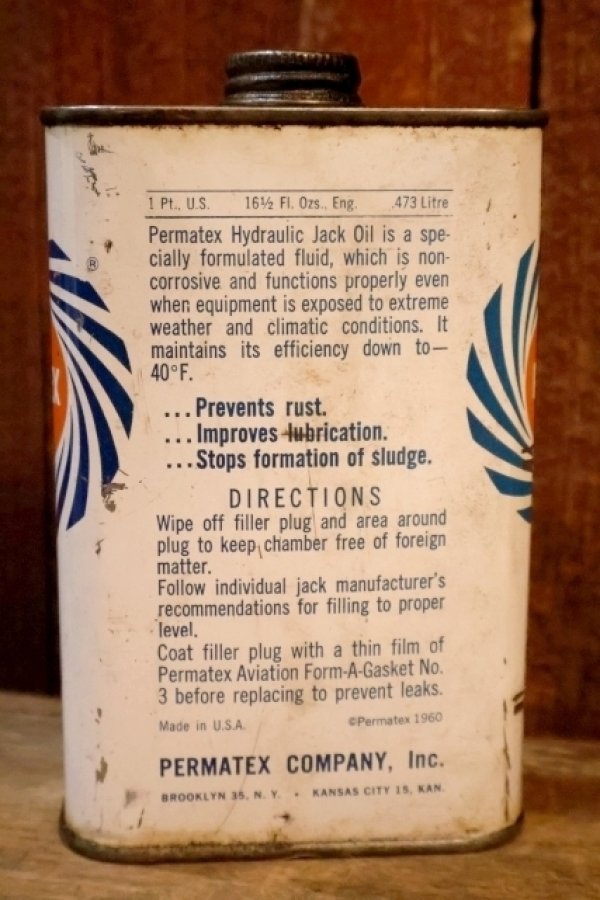 1 Pt., U.S. 16½ Fl. Ozs., Eng. .473 Litre
Permatex Hydraulic Jack Oil is a spe-
cially formulated fluid, which is non-
corrosive and functions properly even
when equipment is exposed to extreme
weather and climatic conditions. It
maintains its efficiency down to—
40°F.
...Prevents rust.
...Improves lubrication.
...Stops formation of sludge.
®
X
DIRECTIONS
Wipe off filler plug and area around
plug to keep chamber free of foreign
matter.
Follow individual jack manufacturer's
recommendations for filling to proper
level.
Coat filler plug with a thin film of
Permatex Aviation Form-A-Gasket No.
3 before replacing to prevent leaks.
Made in U.S.A. ©Permatex 1960
PERMATEX COMPANY, Inc.
BROOKLYN 35, N. Y. • KANSAS CITY 15, KAN.